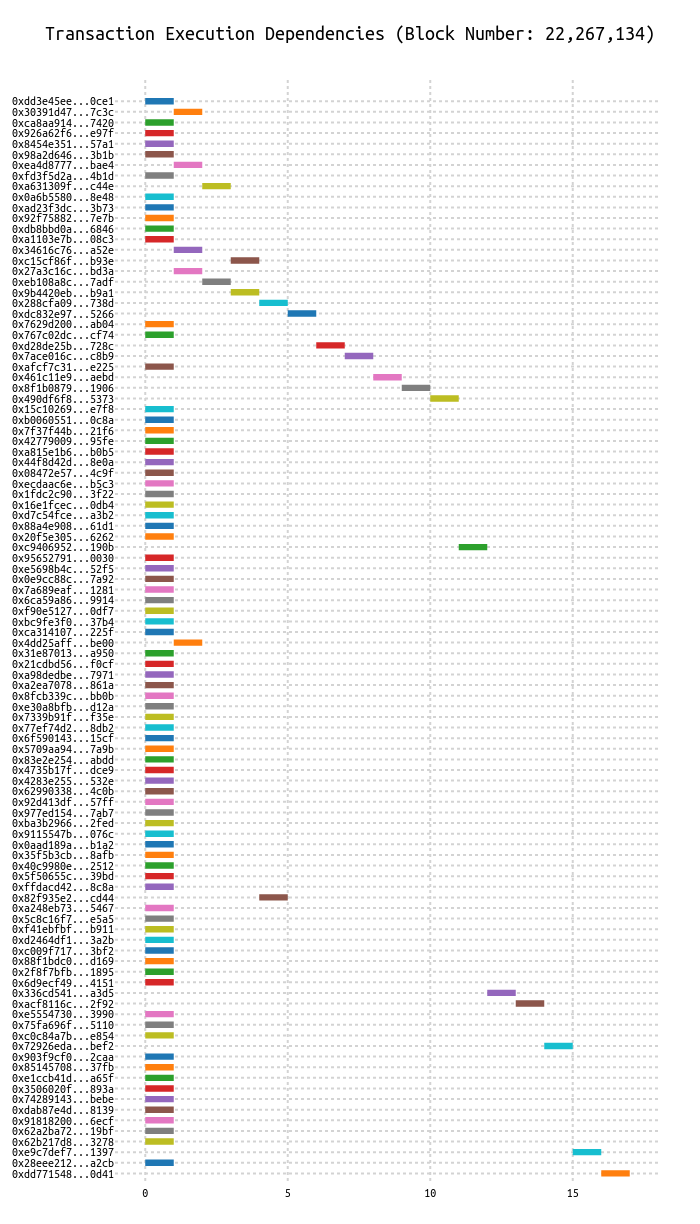 Transaction Execution Dependencies (Block Number: 22,267,134)
0xdd3e45ee...0ce1
0x30391d47...7c3c
0xca8aa914...7420
0x926a62f6...e97f
0x8454e351...57a1
0x98a2d646...3b1b
0xea4d8777...bae4
0xfd3f5d2a...4b1d
0xa631309f...c44e
0x0a6b5580...8e48
0xad23f3dc...3b73
0x92f75882...7e7b
0xdb8bbd0a...6846
0xa1103e7b...08c3
0x34616c76...a52e
0xc15cf86f...b93e
0x27a3c16c...bd3a
0xeb108a8c...7adf
0x9b4420eb...b9a1
0x288cfa09...738d
0xdc832e97...5266
0x7629d200...ab04
0x767c02dc...cf74
0xd28de25b...728c
0x7ace016c...c8b9
0xafcf7c31...e225
0x461c11e9...aebd
0x8f1b0879...1906
0x490df6f8...5373
0x15c10269...e7f8
0xb0060551...0c8a
0x7f37f44b...21f6
0x42779009...95fe
0xa815e1b6...b0b5
0x44f8d42d...8e0a
0x08472e57...4c9f
0xecdaac6e...b5c3
0x1fdc2c90...3f22
0x16e1fcec...0db4
0xd7c54fce...a3b2
0x88a4e908...61d1
0x20f5e305...6262
0xc9406952...190b
0x95652791...0030
0xe5698b4c...52f5
0x0e9cc88c...7a92
0x7a689eaf...1281
0x6ca59a86...9914
0xf90e5127...0df7
0xbc9fe3f0...37b4
0xca314107...225f
0x4dd25aff...be00
0x31e87013...a950
0x21cdbd56...f0cf
0xa98dedbe...7971
0xa2ea7078...861a
0x8fcb339c...bb0b
0xe30a8bfb...d12a
0x7339b91f...f35e
0x77ef74d2...8db2
0x6f590143...15cf
0x5709aa94...7a9b
0x83e2e254...abdd
0x4735b17f...dce9
0x4283e255...532e
0x62990338...4c0b
0x92d413df...57ff
0x977ed154...7ab7
0xba3b2966...2fed
0x9115547b...076c
0x0aad189a...b1a2
0x35f5b3cb...8afb
0x40c9980e...2512
0x5f50655c...39bd
0xffdacd42...8c8a
0x82f935e2...cd44
0xa248eb73...5467
0x5c8c16f7...e5a5
0xf41ebfbf...b911
0xd2464df1...3a2b
0xc009f717...3bf2
0x88f1bdc0...d169
0x2f8f7bfb...1895
0x6d9ecf49...4151
0x336cd541...a3d5
0xacf8116c...2f92
0xe5554730...3990
0x75fa696f...5110
0xc0c84a7b...e854
0x72926eda...bef2
0x903f9cf0...2caa
0x85145708...37fb
0xe1ccb41d...a65f
0x3506020f...893a
0x74289143...bebe
0xdab87e4d...8139
0x91818200...6ecf
0x62a2ba72...19bf
0x62b217d8...3278
0xe9c7def7...1397
0x28eee212...a2cb
0xdd771548...0d41
0 5 10 15